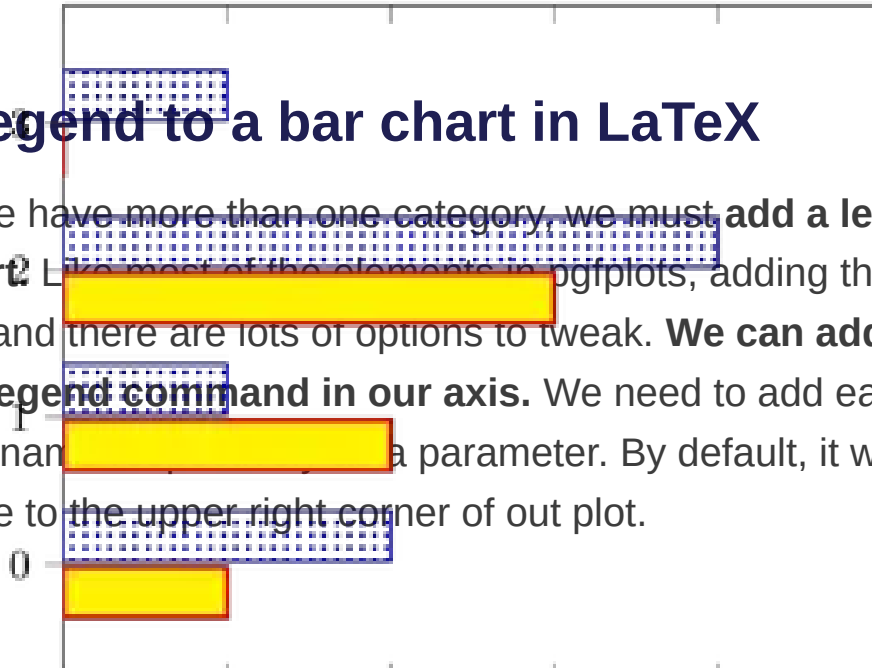 egend to a bar chart in LaTeX
3
e have more than one category, we must add a le
2
rt. Like most of the elements in pgfplots, adding th
and there are lots of options to tweak. We can add
egend command in our axis. We need to add ea
1
nam a parameter. By default, it w
e to the upper right corner of out plot.
0